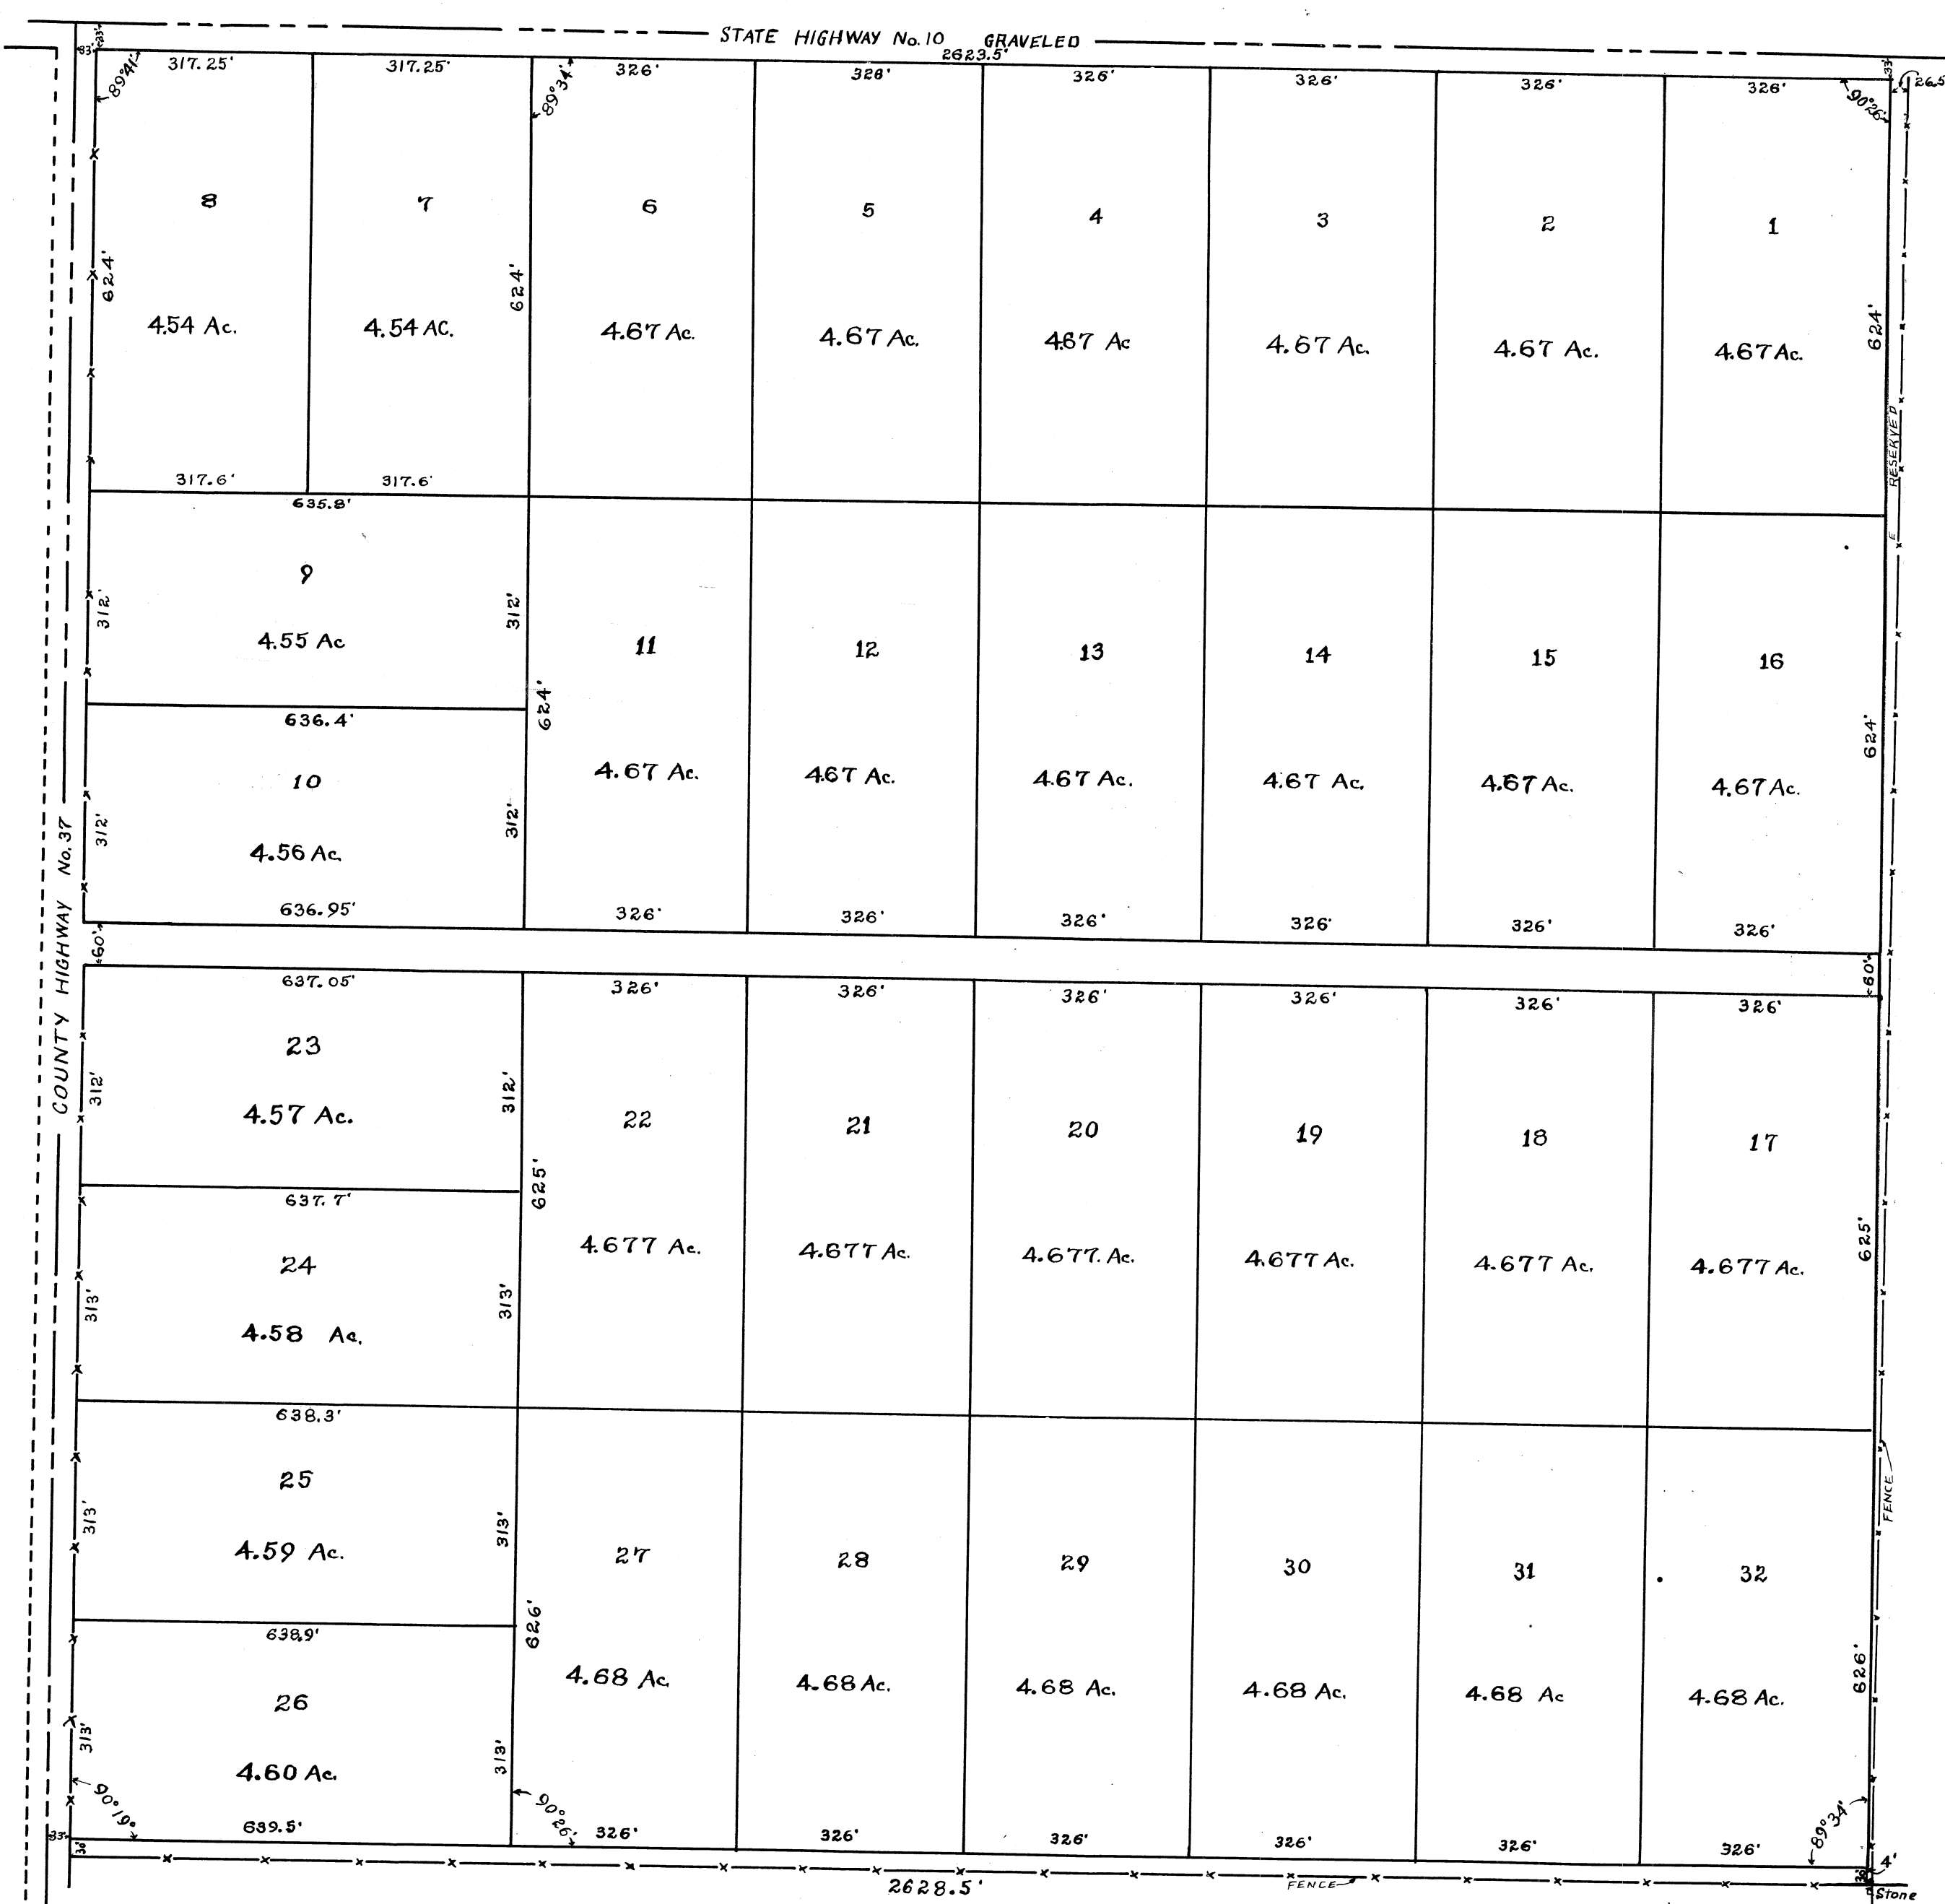 STATE HIGHWAY No. 10 GRAVELED
2623.5'
33' 33' 33' 26.5
317.25' 317.25' 326' 326' 326' 326' 326' 326'
89°41' 89°34' 90°26'
8 7 6 5 4 3 2 1
624' 624' 624'
4.54 Ac. 4.54 AC. 4.67 Ac. 4.67 Ac. 4.67 Ac 4.67 Ac. 4.67 Ac. 4.67 Ac.
RESERVED
317.6' 317.6'
635.8'
E
9
312' 312'
4.55 Ac
11 12 13 14 15 16
636.4'
624' 624'
10
4.67 Ac. 4.67 Ac. 4.67 Ac. 4.67 Ac. 4.67 Ac. 4.67 Ac.
312' 312'
4.56 Ac.
636.95' 326' 326' 326' 326' 326' 326'
COUNTY HIGHWAY No. 37
60' 60'
637.05' 326' 326' 326' 326' 326' 326'
23
312' 312'
4.57 Ac.
22 21 20 19 18 17
637.7'
625' 625'
24
4.677 Ac. 4.677 Ac. 4.677. Ac. 4.677 Ac. 4.677 Ac. 4.677 Ac.
313' 313'
4.58 Ac.
638.3'
25
FENCE
313' 313'
4.59 Ac.
27 28 29 30 31 32
638.9'
626' 626'
26
4.68 Ac. 4.68 Ac. 4.68 Ac. 4.68 Ac. 4.68 Ac 4.68 Ac.
313' 313'
4.60 Ac.
90°19' 90°26' 89°34'
639.5' 326' 326' 326' 326' 326' 326'
33' 30' 4'
2628.5'
FENCE
Stone